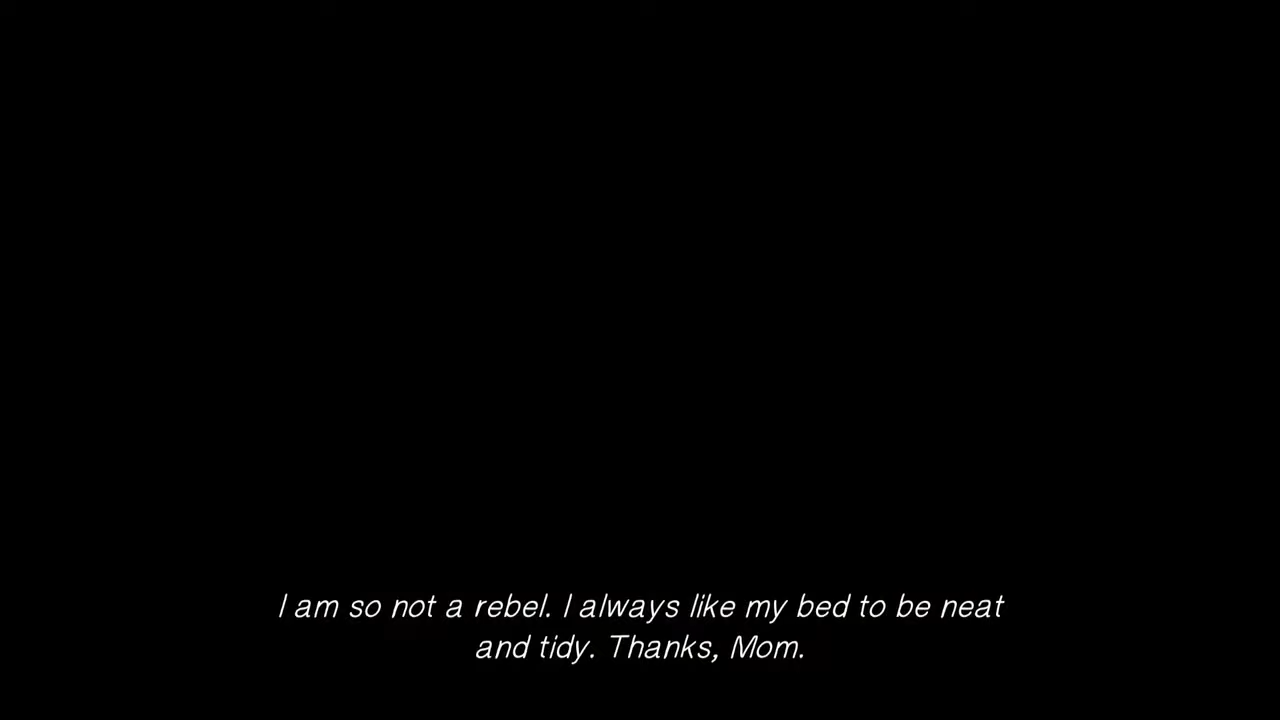 I am so not a rebel. I always like my bed to be neat
and tidy. Thanks, Mom.